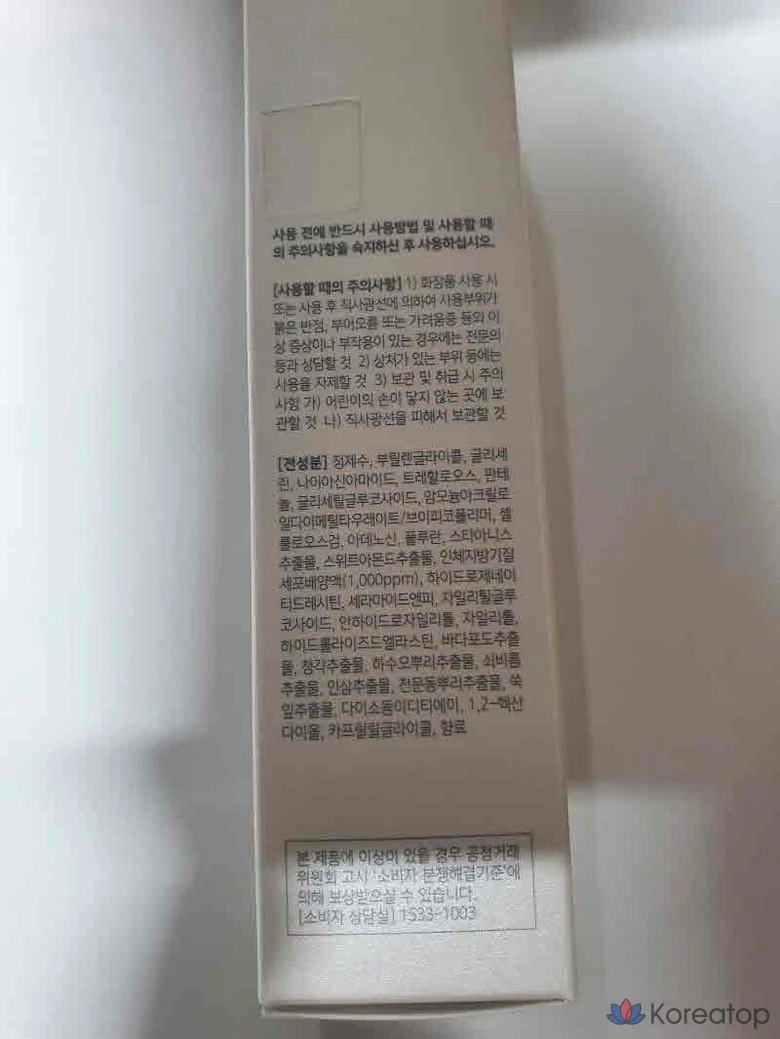 사용 전에 반드시 사용방법 및 사용할 때
의 주의사항을 숙지하신 후 사용하십시오.
[사용할 때의 주의사항] 1) 화장품 사용 시
또는 사용 후 직사광선에 의하여 사용부위가
붉은 반점, 부어오름 또는 가려움증 등의 이
상 증상이나 부작용이 있는 경우에는 전문의
등과 상담할 것 2) 상처가 있는 부위 등에는
사용을 자제할 것 3) 보관 및 취급 시 주의
사항 가) 어린이의 손이 닿지 않는 곳에 보
관할 것 나) 직사광선을 피해서 보관할 것
[전성분] 정제수, 부틸렌글라이콜, 글리세
린, 나이아신아마이드, 트레할로오스, 판테
놀, 글리세릴글루코사이드, 암모늄아크릴로
일다이메틸타우레이트/브이피코폴리머, 셀
룰로오스검, 아데노신, 풀루란, 스타아니스
추출물, 스위트아몬드추출물, 인체지방기질
세포배양액(1,000ppm), 하이드로제네이
티드레시틴, 세라마이드엔피, 자일리틸글루
코사이드, 안하이드로자일리톨, 자일리톨,
하이드롤라이즈드엘라스틴, 바다포도추출
물, 청각추출물, 하수오뿌리추출물, 쇠비름
추출물, 인삼추출물, 천문동뿌리추출물, 쑥
잎추출물, 다이소듐이디티에이, 1,2-헥산
다이올, 카프릴릴글라이콜, 향료
본 제품에 이상이 있을 경우 공정거래
위원회 고시 '소비자 분쟁해결기준'에
의해 보상받으실 수 있습니다.
[소비자 상담실] 1533-1003
Koreatop